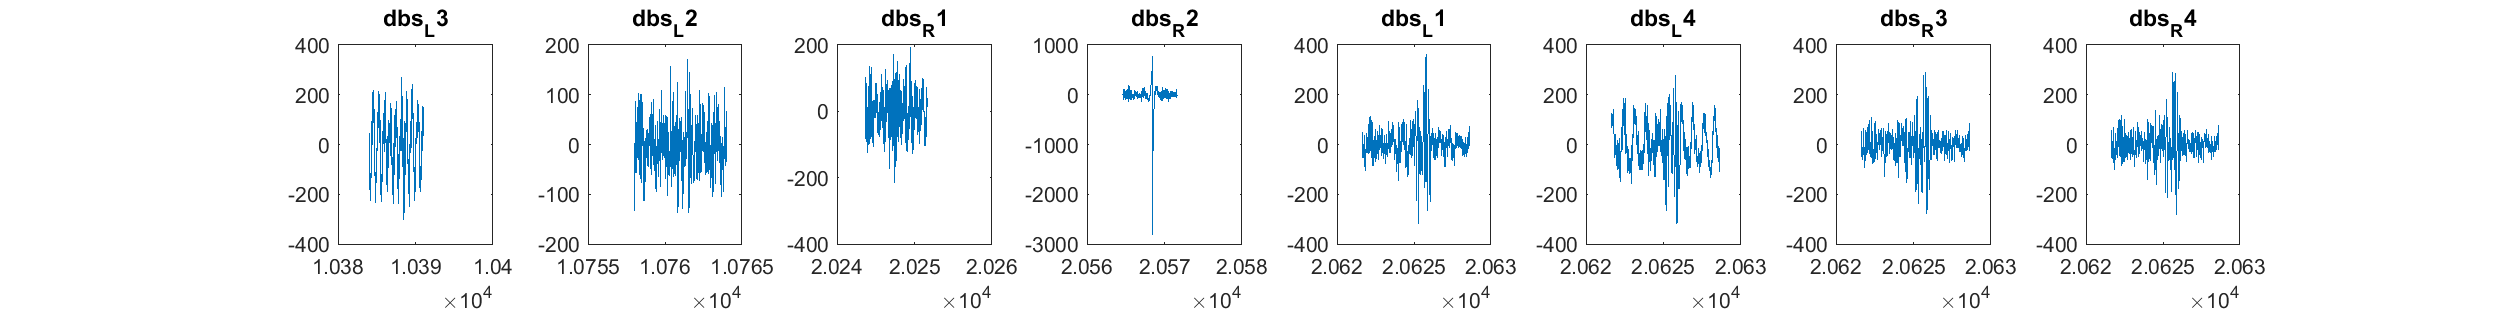 dbsL3 dbsL2 dbsR1 dbsR2 dbsL1 dbsL4 dbsR3 dbsR4
400 200 200 1000 400 400 400 400
200 100 0 0 200 200 200 200
0 0 -200 -1000 0 0 0 0
-200 -100 -400 -2000 -200 -200 -200 -200
-400 -200 -3000 -400 -400 -400 -400
1.038 1.039 1.04 1.0755 1.076 1.0765 2.024 2.025 2.026 2.056 2.057 2.058 2.062 2.0625 2.063 2.062 2.0625 2.063 2.062 2.0625 2.063 2.062 2.0625 2.063
×10^4 ×10^4 ×10^4 ×10^4 ×10^4 ×10^4 ×10^4 ×10^4